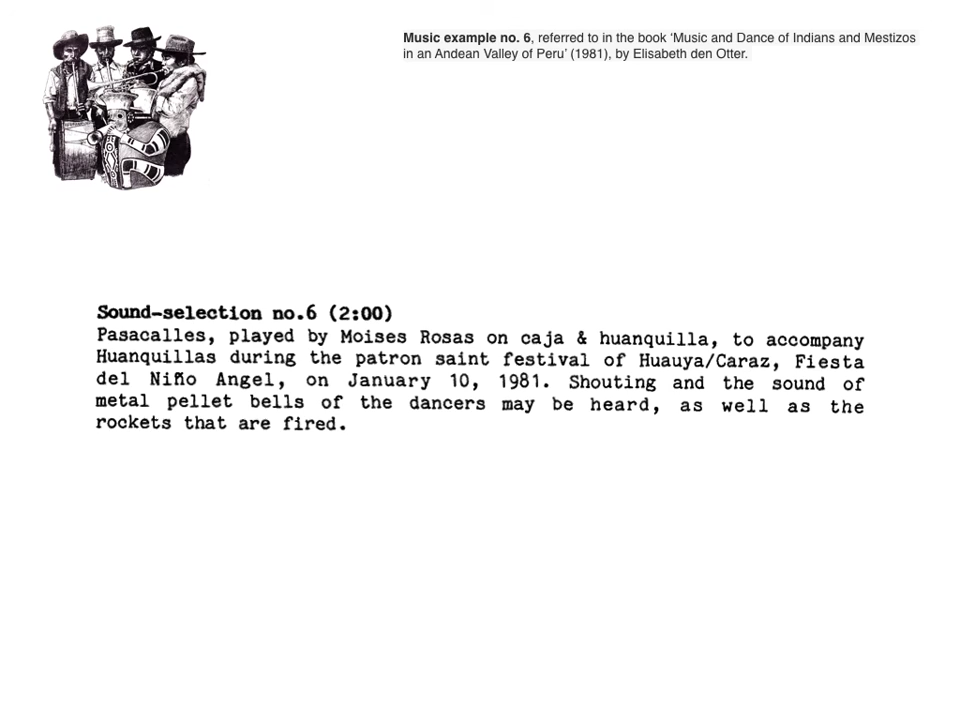 Music example no. 6, referred to in the book ‘Music and Dance of Indians and Mestizos
in an Andean Valley of Peru’ (1981), by Elisabeth den Otter.
Sound-selection no.6 (2:00)
Pasacalles, played by Moises Rosas on caja & huanquilla, to accompany
Huanquillas during the patron saint festival of Huauya/Caraz, Fiesta
del Niño Angel, on January 10, 1981. Shouting and the sound of
metal pellet bells of the dancers may be heard, as well as the
rockets that are fired.